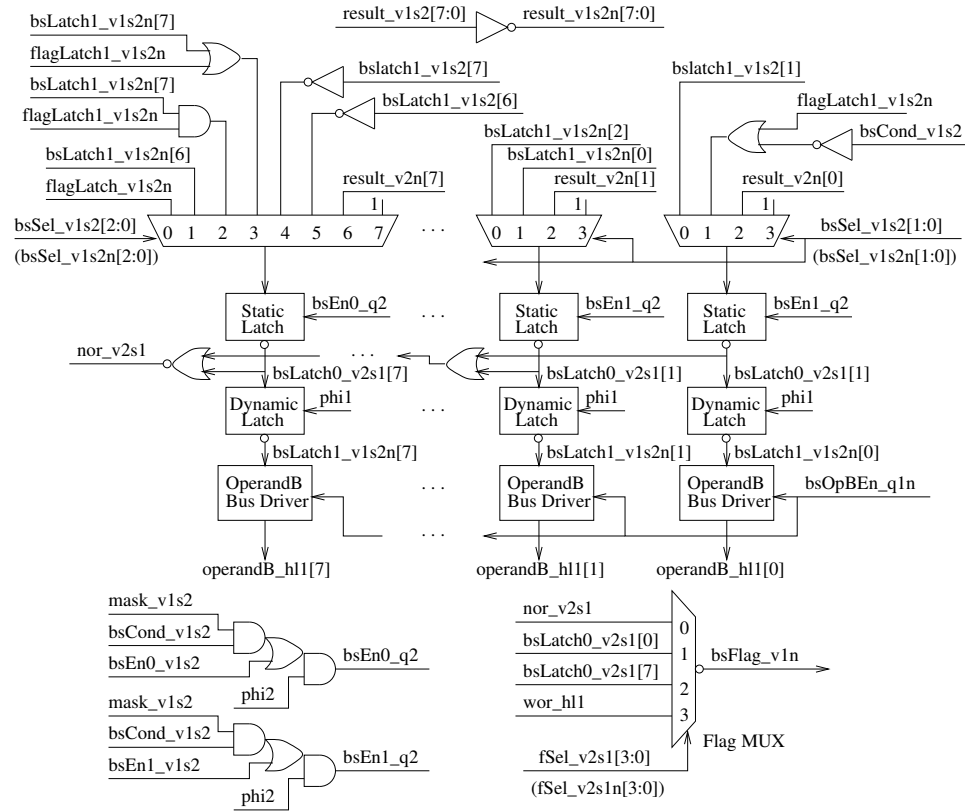 bsLatch1_v1s2n[7]
result_v1s2[7:0] result_v1s2n[7:0]
flagLatch1_v1s2n
bslatch1_v1s2[7]
bslatch1_v1s2[1]
bsLatch1_v1s2n[7]
bsLatch1_v1s2[6]
flagLatch1_v1s2n
flagLatch1_v1s2n
bsLatch1_v1s2n[2]
bsCond_v1s2
bsLatch1_v1s2n[6]
bsLatch1_v1s2n[0]
flagLatch_v1s2n
result_v2n[7]
result_v2n[1]
result_v2n[0]
1 1 1
bsSel_v1s2[2:0]
0 1 2 3 4 5 6 7 . . . 0 1 2 3 0 1 2 3
bsSel_v1s2[1:0]
(bsSel_v1s2n[2:0])
(bsSel_v1s2n[1:0])
bsEn0_q2 bsEn1_q2 bsEn1_q2
Static Latch
. . .
Static Latch
Static Latch
nor_v2s1
. . .
bsLatch0_v2s1[7] bsLatch0_v2s1[1] bsLatch0_v2s1[1]
phi1 phi1 phi1
Dynamic Latch
. . .
Dynamic Latch
Dynamic Latch
bsLatch1_v1s2n[7] bsLatch1_v1s2n[1] bsLatch1_v1s2n[0]
OperandB Bus Driver
. . .
OperandB Bus Driver
OperandB Bus Driver
bsOpBEn_q1n
. . .
operandB_hl1[7] operandB_hl1[1] operandB_hl1[0]
mask_v1s2
bsCond_v1s2
bsEn0_v1s2
bsEn0_q2
phi2
mask_v1s2
bsCond_v1s2
bsEn1_v1s2
bsEn1_q2
phi2
nor_v2s1
0
bsLatch0_v2s1[0]
1
bsFlag_v1n
bsLatch0_v2s1[7]
2
wor_hl1
3
Flag MUX
fSel_v2s1[3:0]
(fSel_v2s1n[3:0])